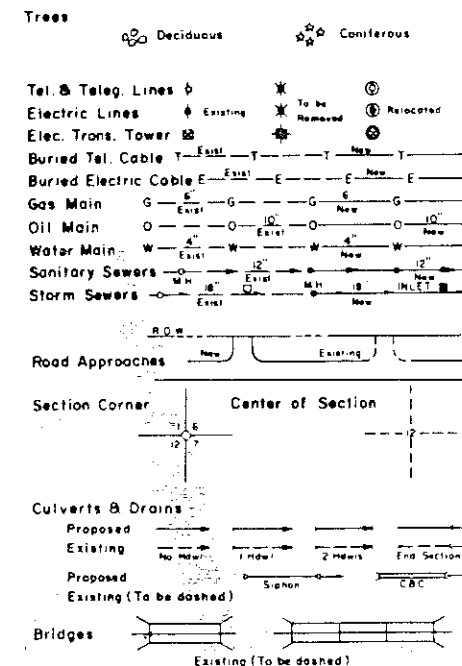 Trees
Deciduous Coniferous
Tel. & Teleg. Lines
Electric Lines Existing To be Removed Relocated
Elec. Trans. Tower
Buried Tel. Cable T Exist T T New T
Buried Electric Cable E Exist E E New E
Gas Main G 6" Exist G G 6 New G
Oil Main O O 10" Exist O O 10" New
Water Main W 4" Exist W W 4" New W
Sanitary Sewers M.H 12" Exist M.H 12" New
Storm Sewers 18" Exist 18 New INLET
R.O.W
Road Approaches New Existing
Section Corner Center of Section
1 6
12 7
12
Culverts & Drains
Proposed
Existing
No Hdwl 1 Hdwl 2 Hdwls End Section
Proposed Siphon CBC
Existing (To be dashed)
Bridges
Existing (To be dashed)